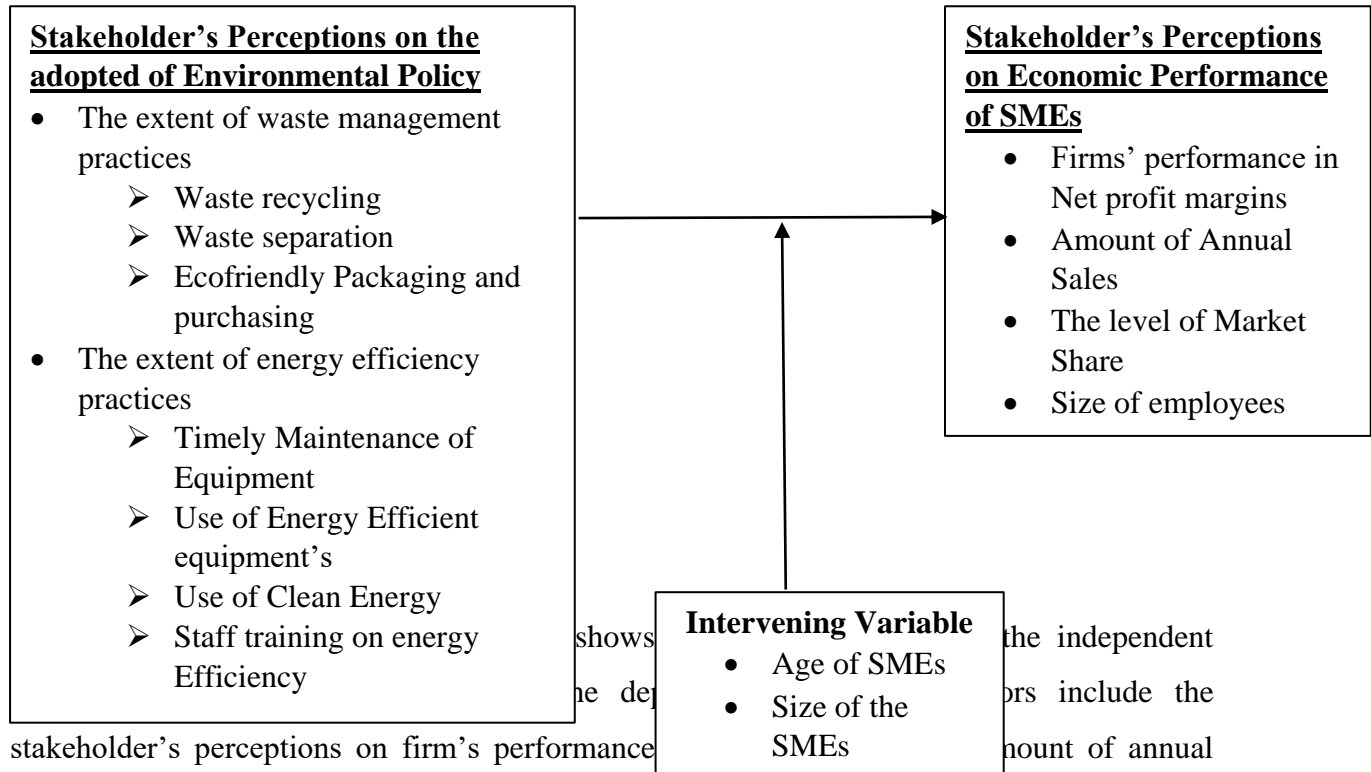 Stakeholder’s Perceptions on the
adopted of Environmental Policy
• The extent of waste management
practices
➢ Waste recycling
➢ Waste separation
➢ Ecofriendly Packaging and
purchasing
• The extent of energy efficiency
practices
➢ Timely Maintenance of
Equipment
➢ Use of Energy Efficient
equipment’s
➢ Use of Clean Energy
➢ Staff training on energy
Efficiency
Stakeholder’s Perceptions
on Economic Performance
of SMEs
• Firms’ performance in
Net profit margins
• Amount of Annual
Sales
• The level of Market
Share
• Size of employees
Intervening Variable
• Age of SMEs
• Size of the
SMEs
shows the independent
include the
stakeholder’s perceptions on firm’s performance of annual